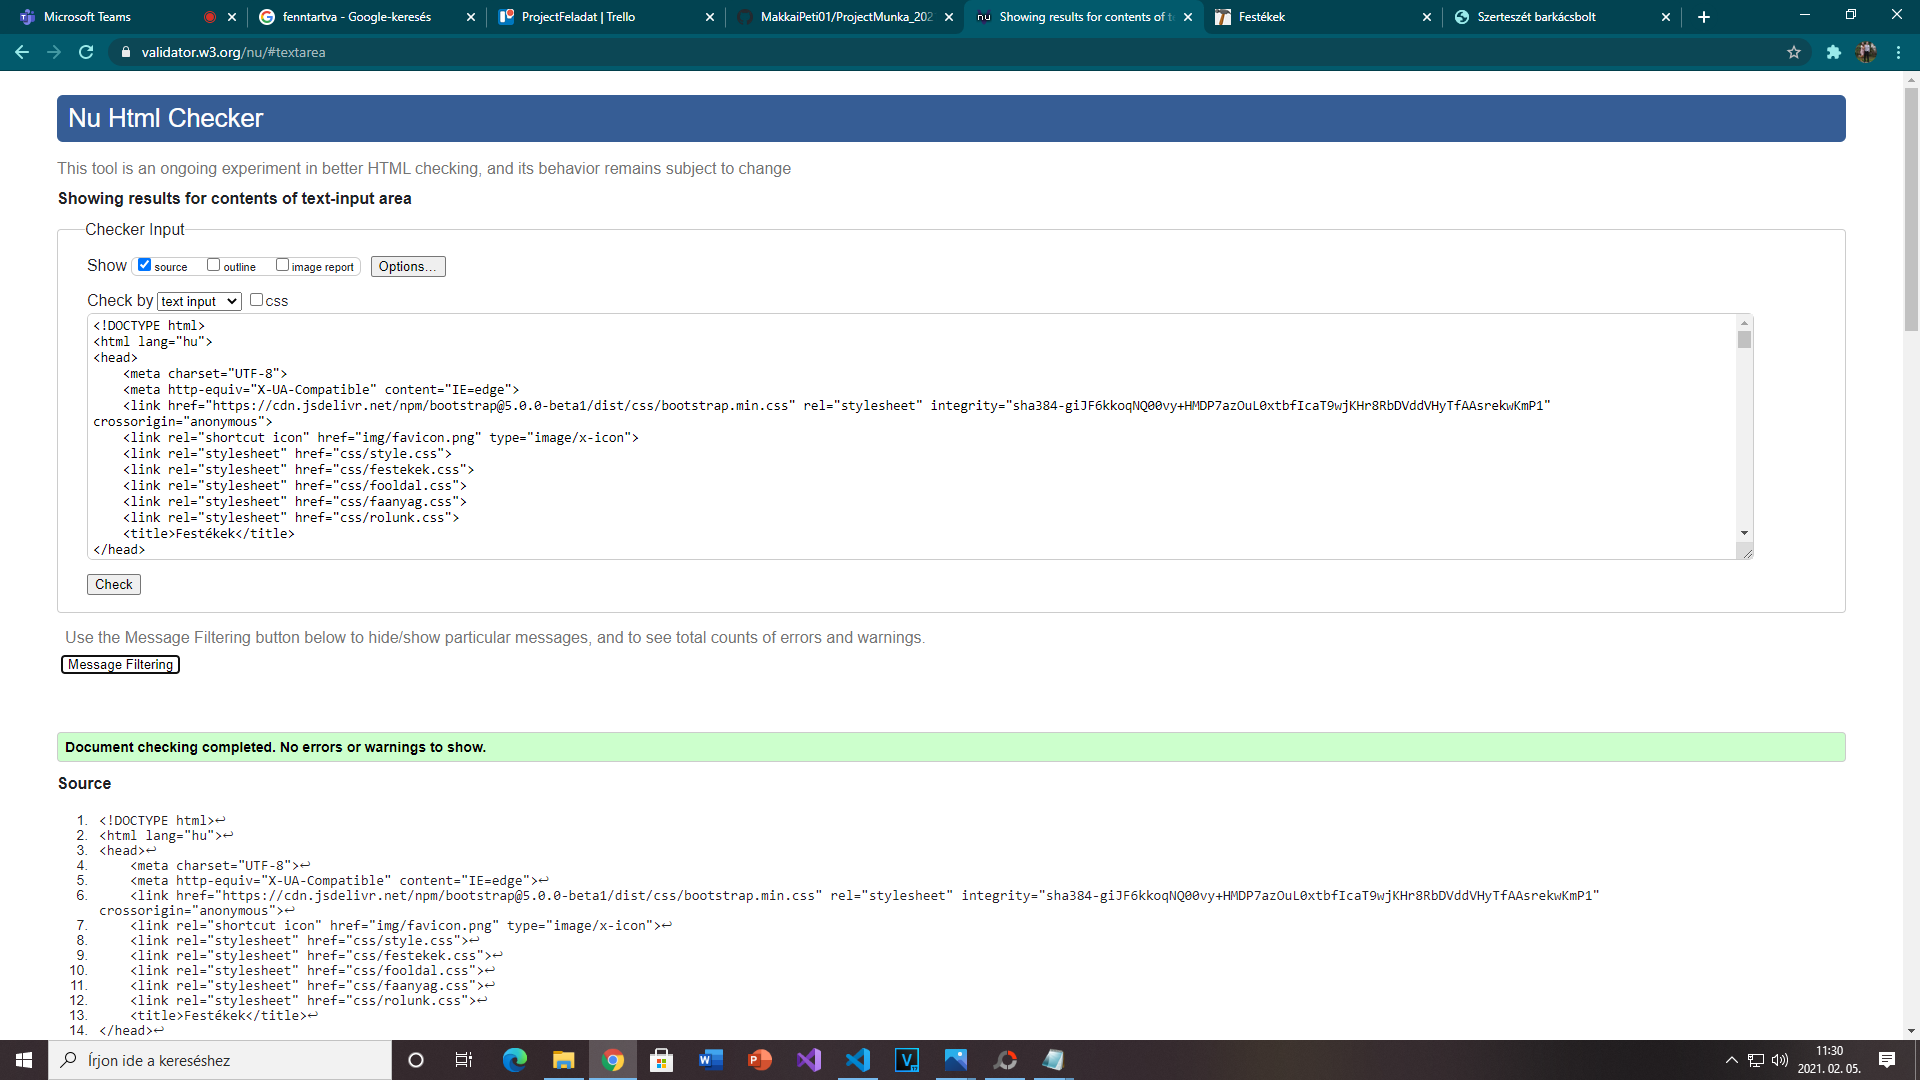 Microsoft Teams
fenntartva - Google-keresés
ProjectFeladat | Trello
MakkaiPeti01/ProjectMunka_202
Showing results for contents of t
Festékek
Szerteszét barkácsbolt
validator.w3.org/nu/#textarea
Nu Html Checker
This tool is an ongoing experiment in better HTML checking, and its behavior remains subject to change
Showing results for contents of text-input area
Checker Input
Show source outline image report Options...
Check by text input css
<!DOCTYPE html>
<html lang="hu">
<head>
    <meta charset="UTF-8">
    <meta http-equiv="X-UA-Compatible" content="IE=edge">
    <link href="https://cdn.jsdelivr.net/npm/bootstrap@5.0.0-beta1/dist/css/bootstrap.min.css" rel="stylesheet" integrity="sha384-giJF6kkoqNQ00vy+HMDP7azOuL0xtbfIcaT9wjKHr8RbDVddVHyTfAAsrekwKmP1"
crossorigin="anonymous">
    <link rel="shortcut icon" href="img/favicon.png" type="image/x-icon">
    <link rel="stylesheet" href="css/style.css">
    <link rel="stylesheet" href="css/festekek.css">
    <link rel="stylesheet" href="css/fooldal.css">
    <link rel="stylesheet" href="css/faanyag.css">
    <link rel="stylesheet" href="css/rolunk.css">
    <title>Festékek</title>
</head>
Check
Use the Message Filtering button below to hide/show particular messages, and to see total counts of errors and warnings.
Message Filtering
Document checking completed. No errors or warnings to show.
Source
1. <!DOCTYPE html>↩
2. <html lang="hu">↩
3. <head>↩
4.     <meta charset="UTF-8">↩
5.     <meta http-equiv="X-UA-Compatible" content="IE=edge">↩
6.     <link href="https://cdn.jsdelivr.net/npm/bootstrap@5.0.0-beta1/dist/css/bootstrap.min.css" rel="stylesheet" integrity="sha384-giJF6kkoqNQ00vy+HMDP7azOuL0xtbfIcaT9wjKHr8RbDVddVHyTfAAsrekwKmP1"
crossorigin="anonymous">↩
7.     <link rel="shortcut icon" href="img/favicon.png" type="image/x-icon">↩
8.     <link rel="stylesheet" href="css/style.css">↩
9.     <link rel="stylesheet" href="css/festekek.css">↩
10.     <link rel="stylesheet" href="css/fooldal.css">↩
11.     <link rel="stylesheet" href="css/faanyag.css">↩
12.     <link rel="stylesheet" href="css/rolunk.css">↩
13.     <title>Festékek</title>↩
14. </head>↩
Írjon ide a kereséshez
11:30
2021. 02. 05.